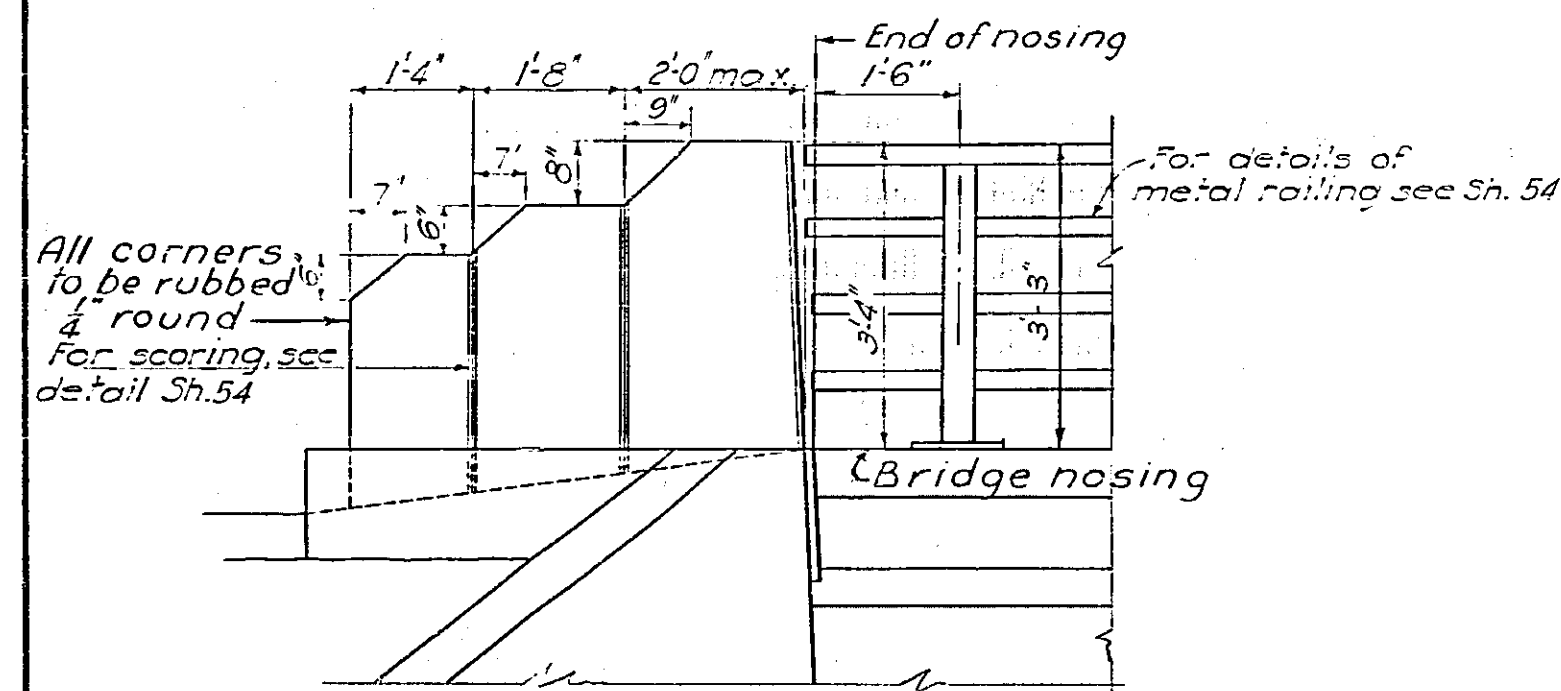 End of nosing
1'-4"
1'-8"
2'-0" max.
1'-6"
9"
8"
7'
7'
6"
For details of
metal railing see Sh. 54
All corners
to be rubbed
1/4" round
For scoring, see
detail Sh. 54
3'-4"
3'-3"
Bridge nosing